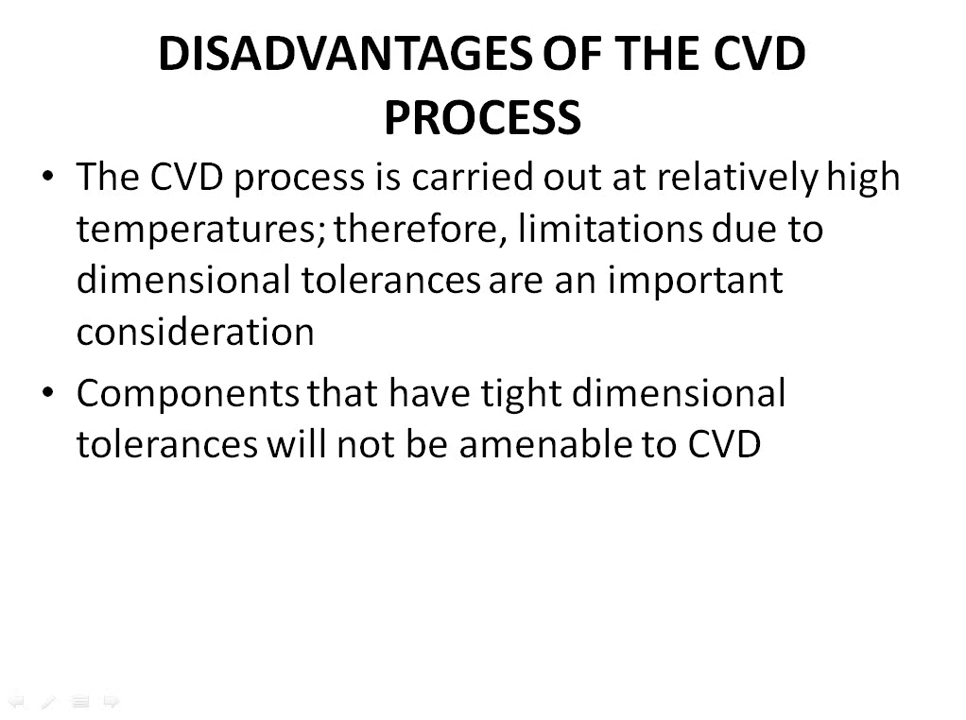 DISADVANTAGES OF THE CVD
PROCESS
• The CVD process is carried out at relatively high
temperatures; therefore, limitations due to
dimensional tolerances are an important
consideration
• Components that have tight dimensional
tolerances will not be amenable to CVD